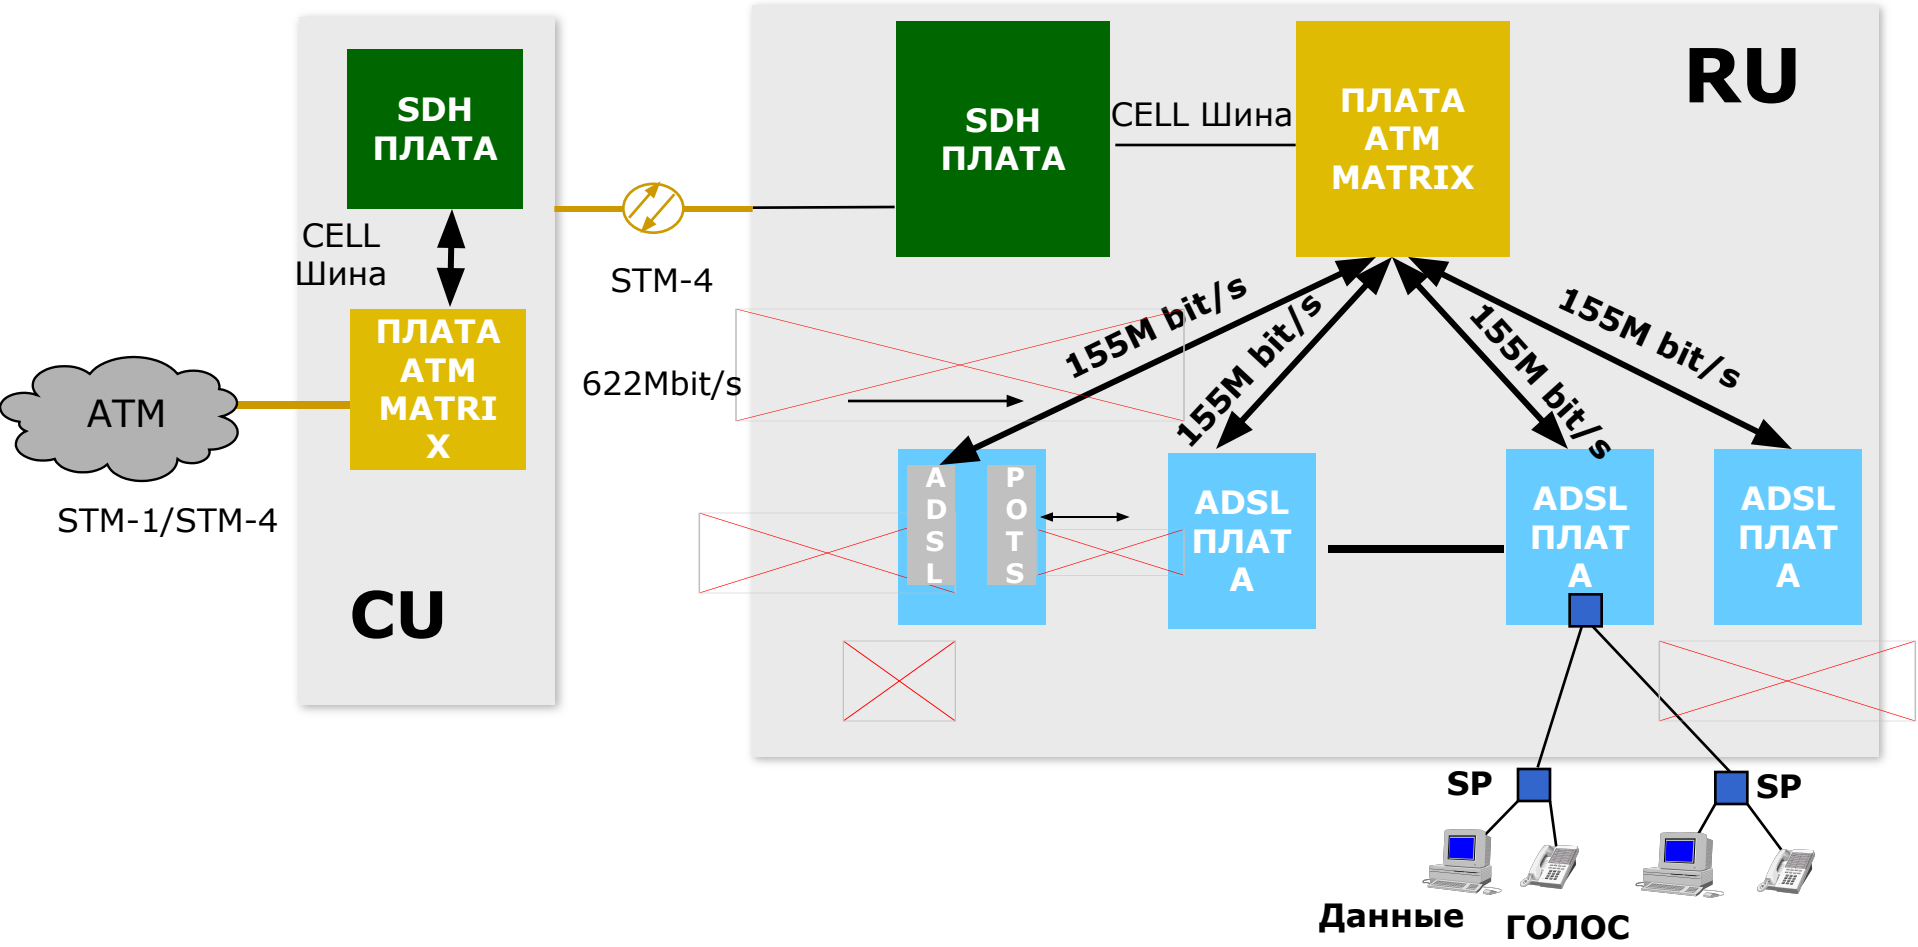 SDH
ПЛАТА
CELL
Шина
ПЛАТА
ATM
MATRI
X
ATM
STM-1/STM-4
CU
STM-4
622Mbit/s
RU
SDH
ПЛАТА
CELL Шина
ПЛАТА
ATM
MATRIX
155M bit/s
155M bit/s
155M bit/s
155M bit/s
A
D
S
L
P
O
T
S
ADSL
ПЛАТ
А
ADSL
ПЛАТ
А
ADSL
ПЛАТ
А
SP
SP
Данные
ГОЛОС